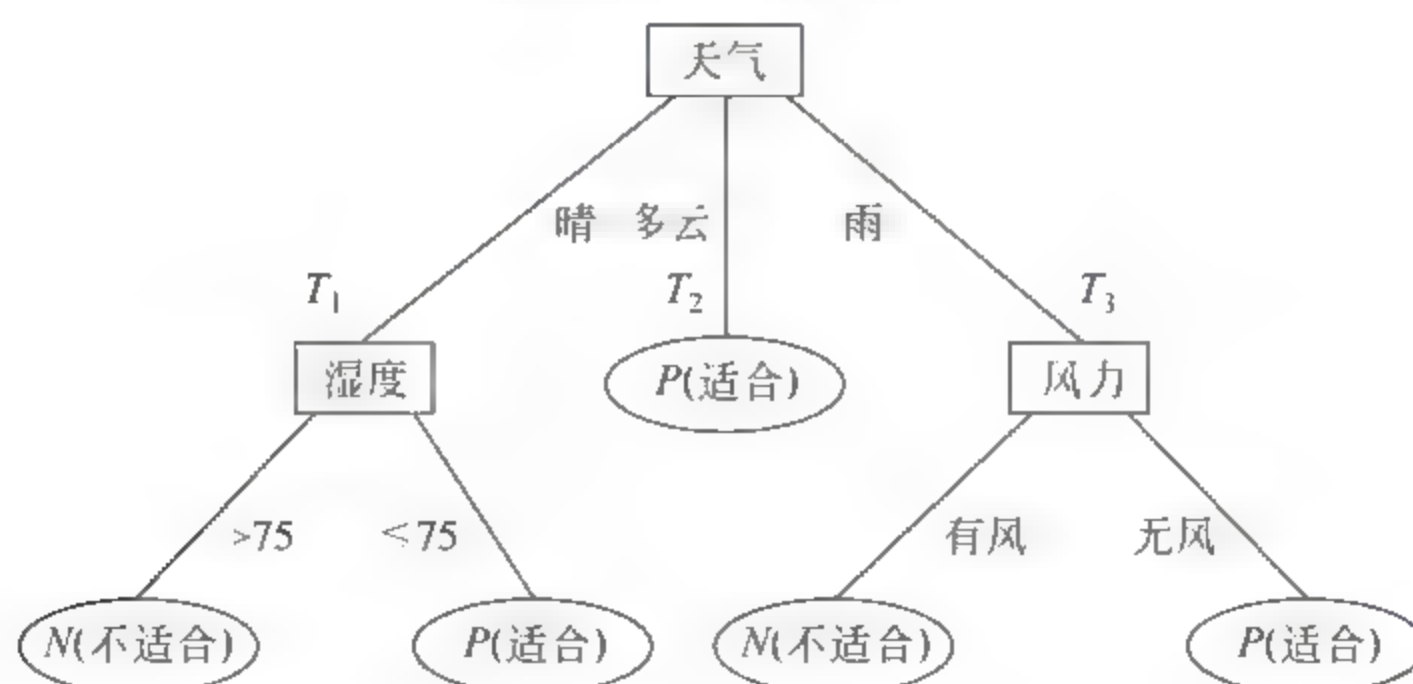 天气
晴 多云 雨
T₁ T₂ T₃
湿度 P(适合) 风力
>75 <75 有风 无风
N(不适合) P(适合) N(不适合) P(适合)